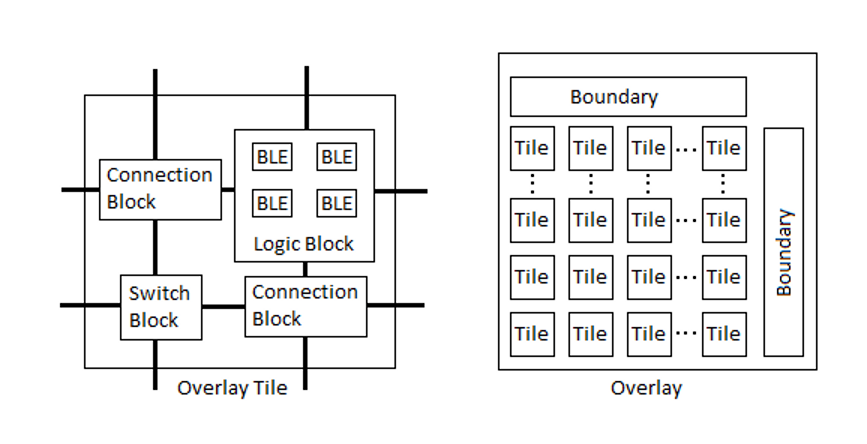 Connection
Block
BLE BLE
BLE BLE
Logic Block
Switch
Block
Connection
Block
Overlay Tile
Boundary
Tile Tile Tile ... Tile
Tile Tile Tile ... Tile
Tile Tile Tile ... Tile
Tile Tile Tile ... Tile
Boundary
Overlay